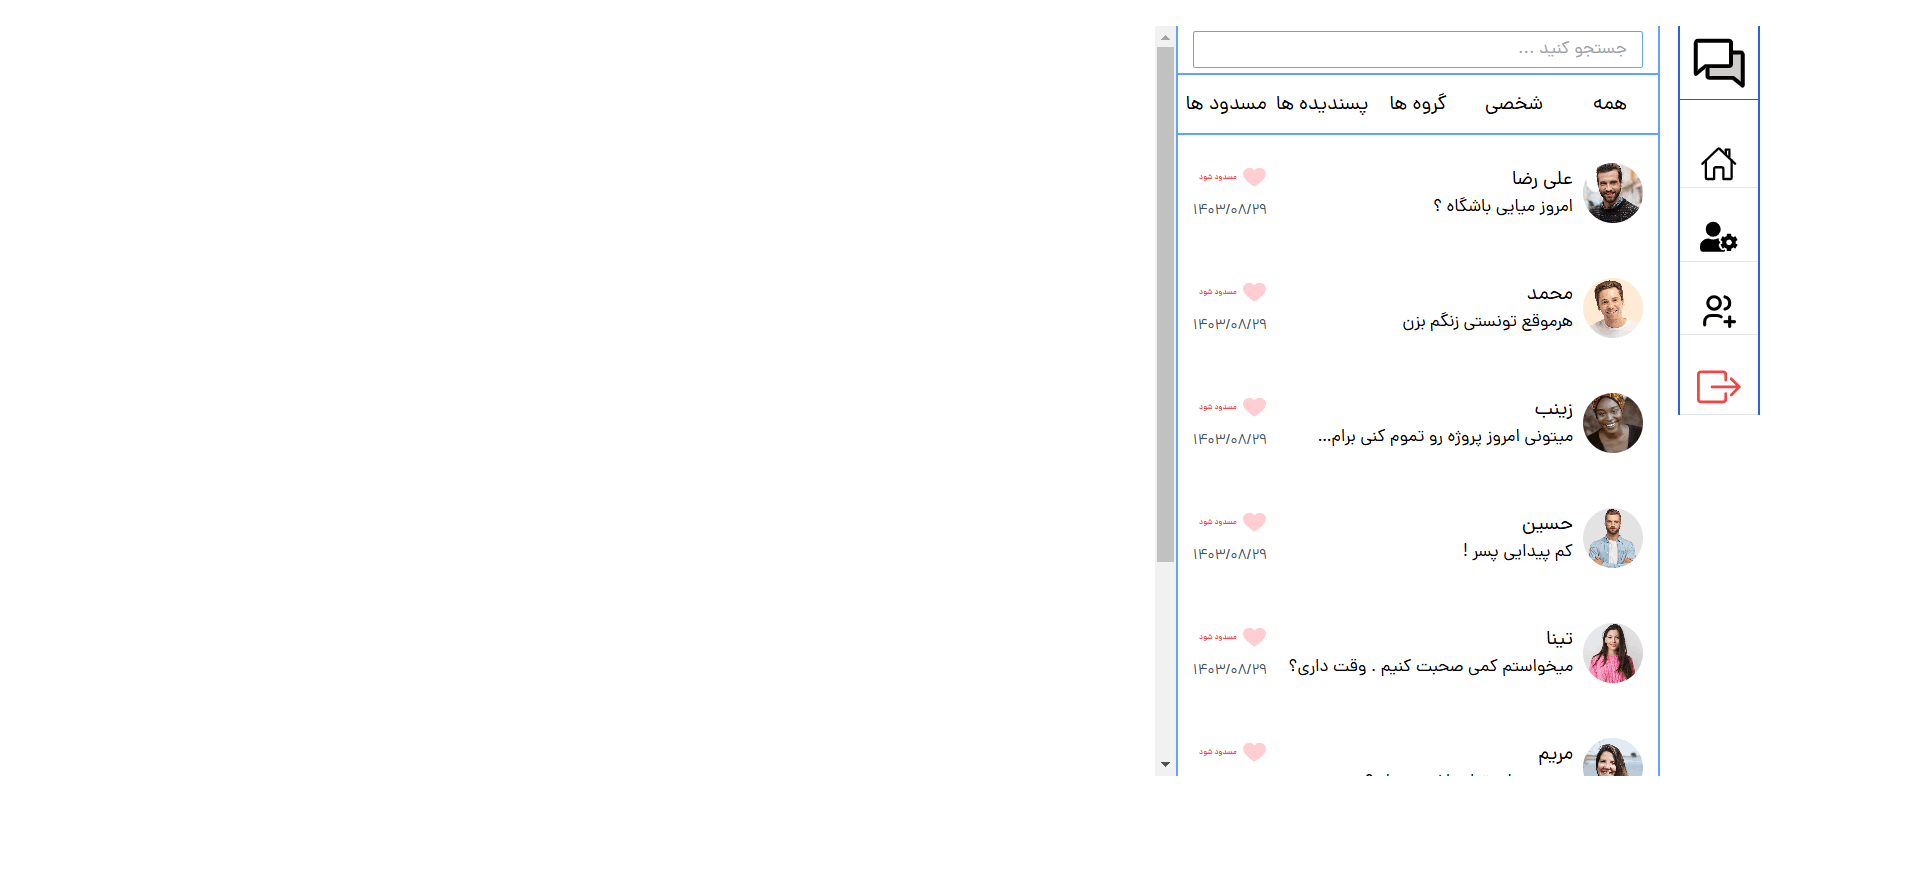 جستجو کنید ...
همه شخصی گروه ها پسندیده ها مسدود ها
علی رضا
مسدود شود
امروز میایی باشگاه ؟
۱۴۰۳/۰۸/۲۹
محمد
مسدود شود
هرموقع تونستی زنگم بزن
۱۴۰۳/۰۸/۲۹
زینب
مسدود شود
میتونی امروز پروژه رو تموم کنی برام...
۱۴۰۳/۰۸/۲۹
حسین
مسدود شود
کم پیدایی پسر !
۱۴۰۳/۰۸/۲۹
تینا
مسدود شود
میخواستم کمی صحبت کنیم . وقت داری؟
۱۴۰۳/۰۸/۲۹
مریم
مسدود شود